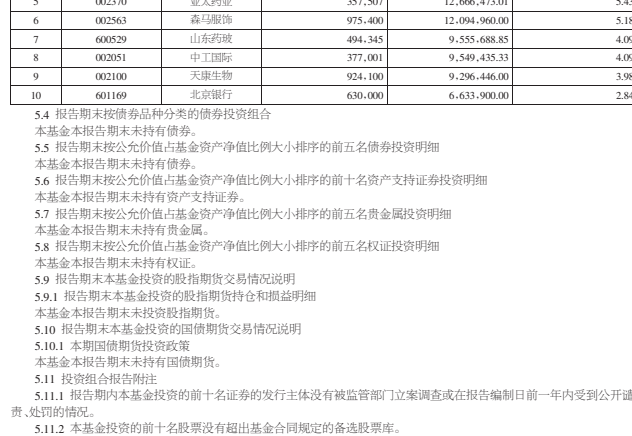 5 002370 亚太药业 357,507 12,666,473.01 5.43
6 002563 森马服饰 975,400 12,094,960.00 5.18
7 600529 山东药玻 494,345 9,555,688.85 4.09
8 002051 中工国际 377,001 9,549,435.33 4.09
9 002100 天康生物 924,100 9,296,446.00 3.98
10 601169 北京银行 630,000 6,633,900.00 2.84
5.4 报告期末按债券品种分类的债券投资组合
本基金本报告期末未持有债券。
5.5 报告期末按公允价值占基金资产净值比例大小排序的前五名债券投资明细
本基金本报告期末未持有债券。
5.6 报告期末按公允价值占基金资产净值比例大小排序的前十名资产支持证券投资明细
本基金本报告期末未持有资产支持证券。
5.7 报告期末按公允价值占基金资产净值比例大小排序的前五名贵金属投资明细
本基金本报告期末未持有贵金属。
5.8 报告期末按公允价值占基金资产净值比例大小排序的前五名权证投资明细
本基金本报告期末未持有权证。
5.9 报告期末本基金投资的股指期货交易情况说明
5.9.1 报告期末本基金投资的股指期货持仓和损益明细
本基金本报告期末未投资股指期货。
5.10 报告期末本基金投资的国债期货交易情况说明
5.10.1 本期国债期货投资政策
本基金本报告期末未持有国债期货。
5.11 投资组合报告附注
5.11.1 报告期内本基金投资的前十名证券的发行主体没有被监管部门立案调查或在报告编制日前一年内受到公开谴
责、处罚的情况。
5.11.2 本基金投资的前十名股票没有超出基金合同规定的备选股票库。